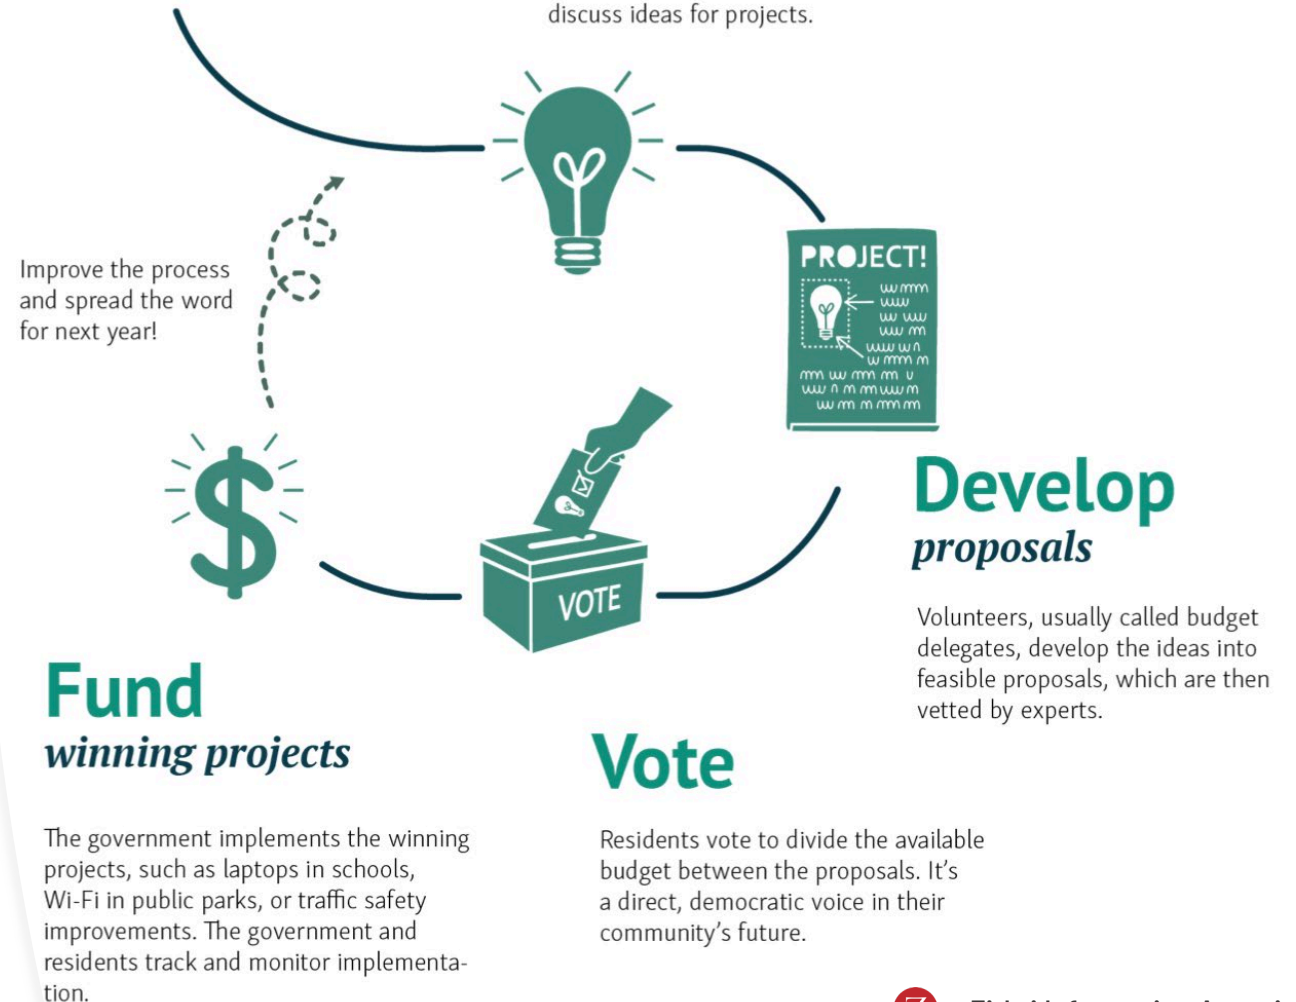 discuss ideas for projects.
PROJECT!
Improve the process
and spread the word
for next year!
VOTE
Develop
proposals
Volunteers, usually called budget
delegates, develop the ideas into
feasible proposals, which are then
vetted by experts.
Fund
winning projects
The government implements the winning
projects, such as laptops in schools,
Wi-Fi in public parks, or traffic safety
improvements. The government and
residents track and monitor implementa-
tion.
Vote
Residents vote to divide the available
budget between the proposals. It's
a direct, democratic voice in their
community's future.